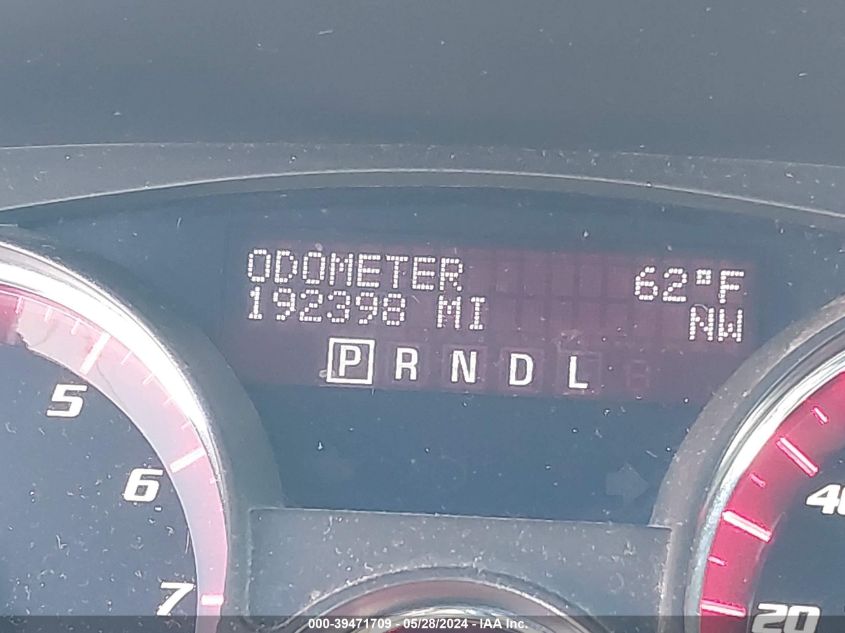 ODOMETER 62°F
192398 MI NW
P R N D L
5
6
7
40
20
000-39471709 / 05/28/2024 - IAA Inc.